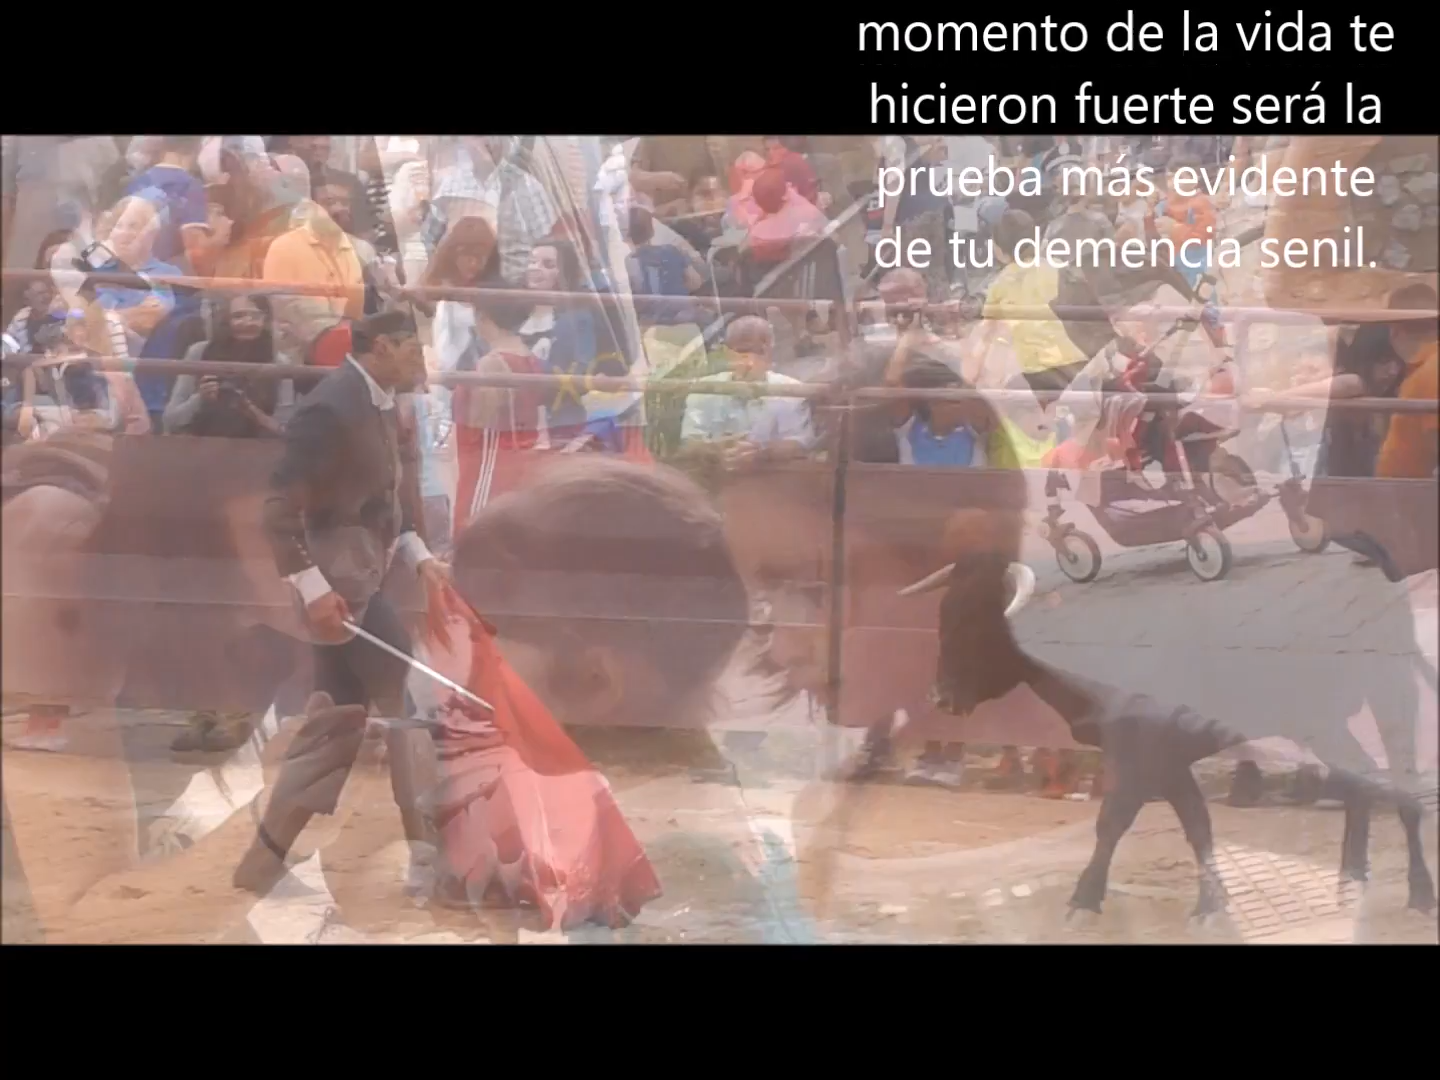 momento de la vida te
hicieron fuerte será la
prueba más evidente
de tu demencia senil.